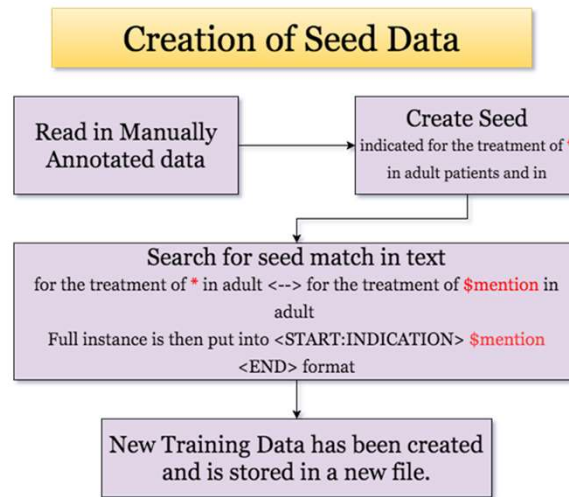 Creation of Seed Data
Read in Manually
Annotated data
Create Seed
indicated for the treatment of *
in adult patients and in
Search for seed match in text
for the treatment of * in adult <--> for the treatment of $mention in
adult
Full instance is then put into <START:INDICATION> $mention
<END> format
New Training Data has been created
and is stored in a new file.